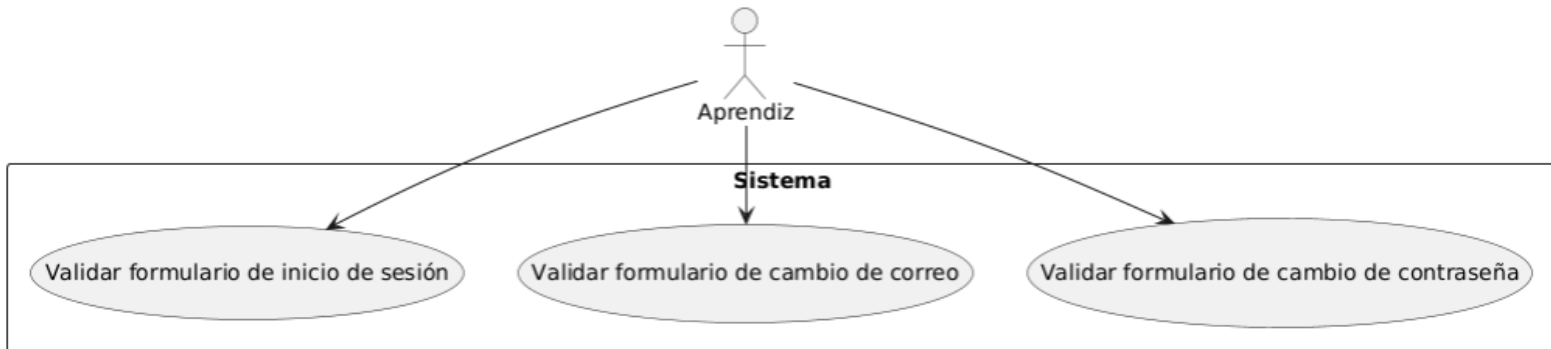 Aprendiz
Sistema
Validar formulario de inicio de sesión
Validar formulario de cambio de correo
Validar formulario de cambio de contraseña